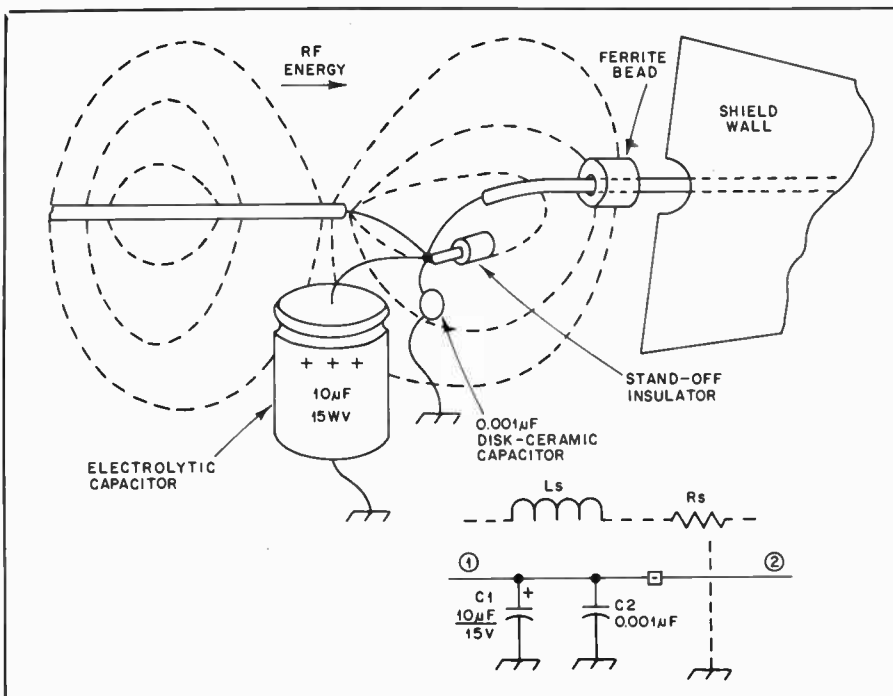 RF
ENERGY
FERRITE
BEAD
SHIELD
WALL
+ + +
10µF
15WV
STAND-OFF
INSULATOR
0.001µF
DISK-CERAMIC
CAPACITOR
ELECTROLYTIC
CAPACITOR
Ls
Rs
1
2
C1
+
10µF
15V
C2
0.001µF